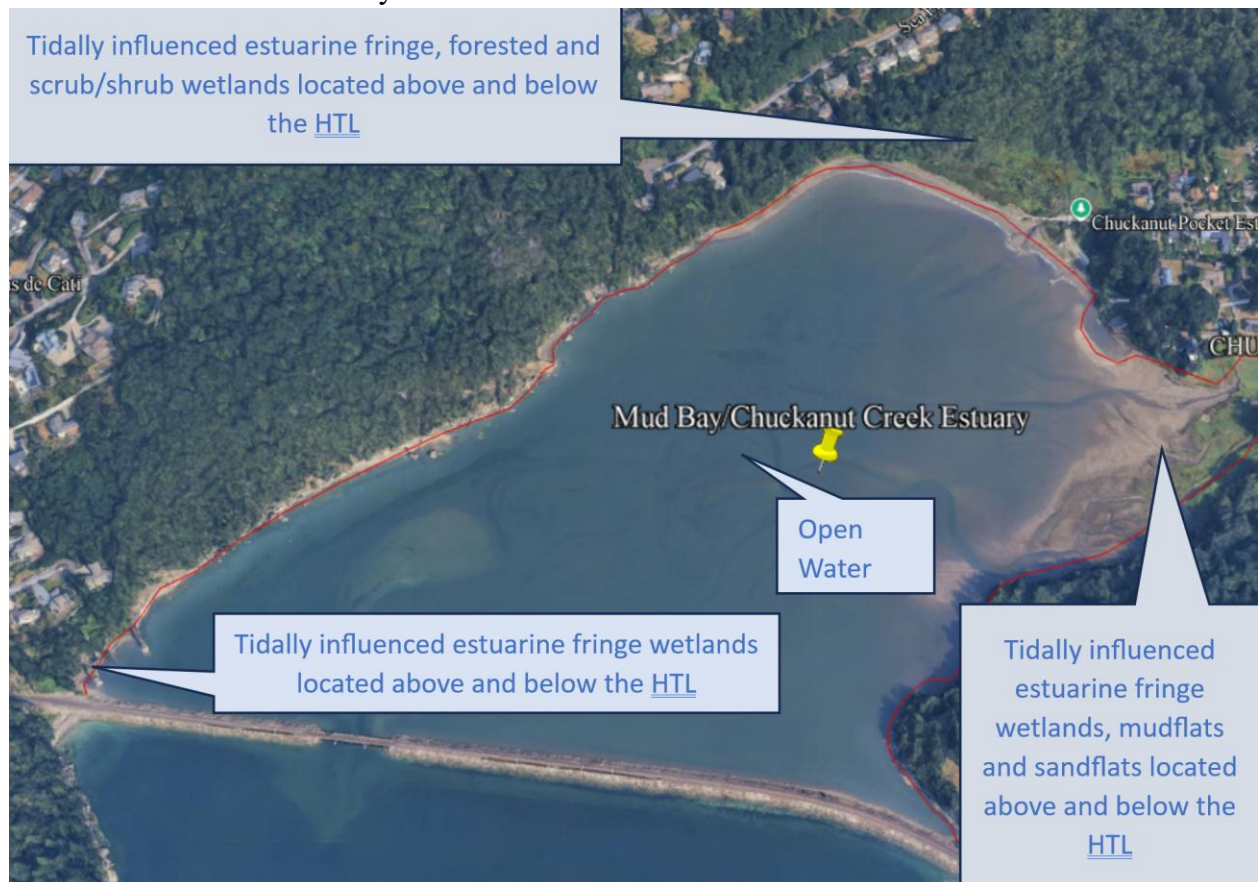 Tidally influenced estuarine fringe, forested and
scrub/shrub wetlands located above and below
the HTL
Chuckanut Pocket Est
s de Cati
CHU
Mud Bay/Chuckanut Creek Estuary
Open
Water
Tidally influenced estuarine fringe wetlands
located above and below the HTL
Tidally influenced
estuarine fringe
wetlands, mudflats
and sandflats located
above and below the
HTL